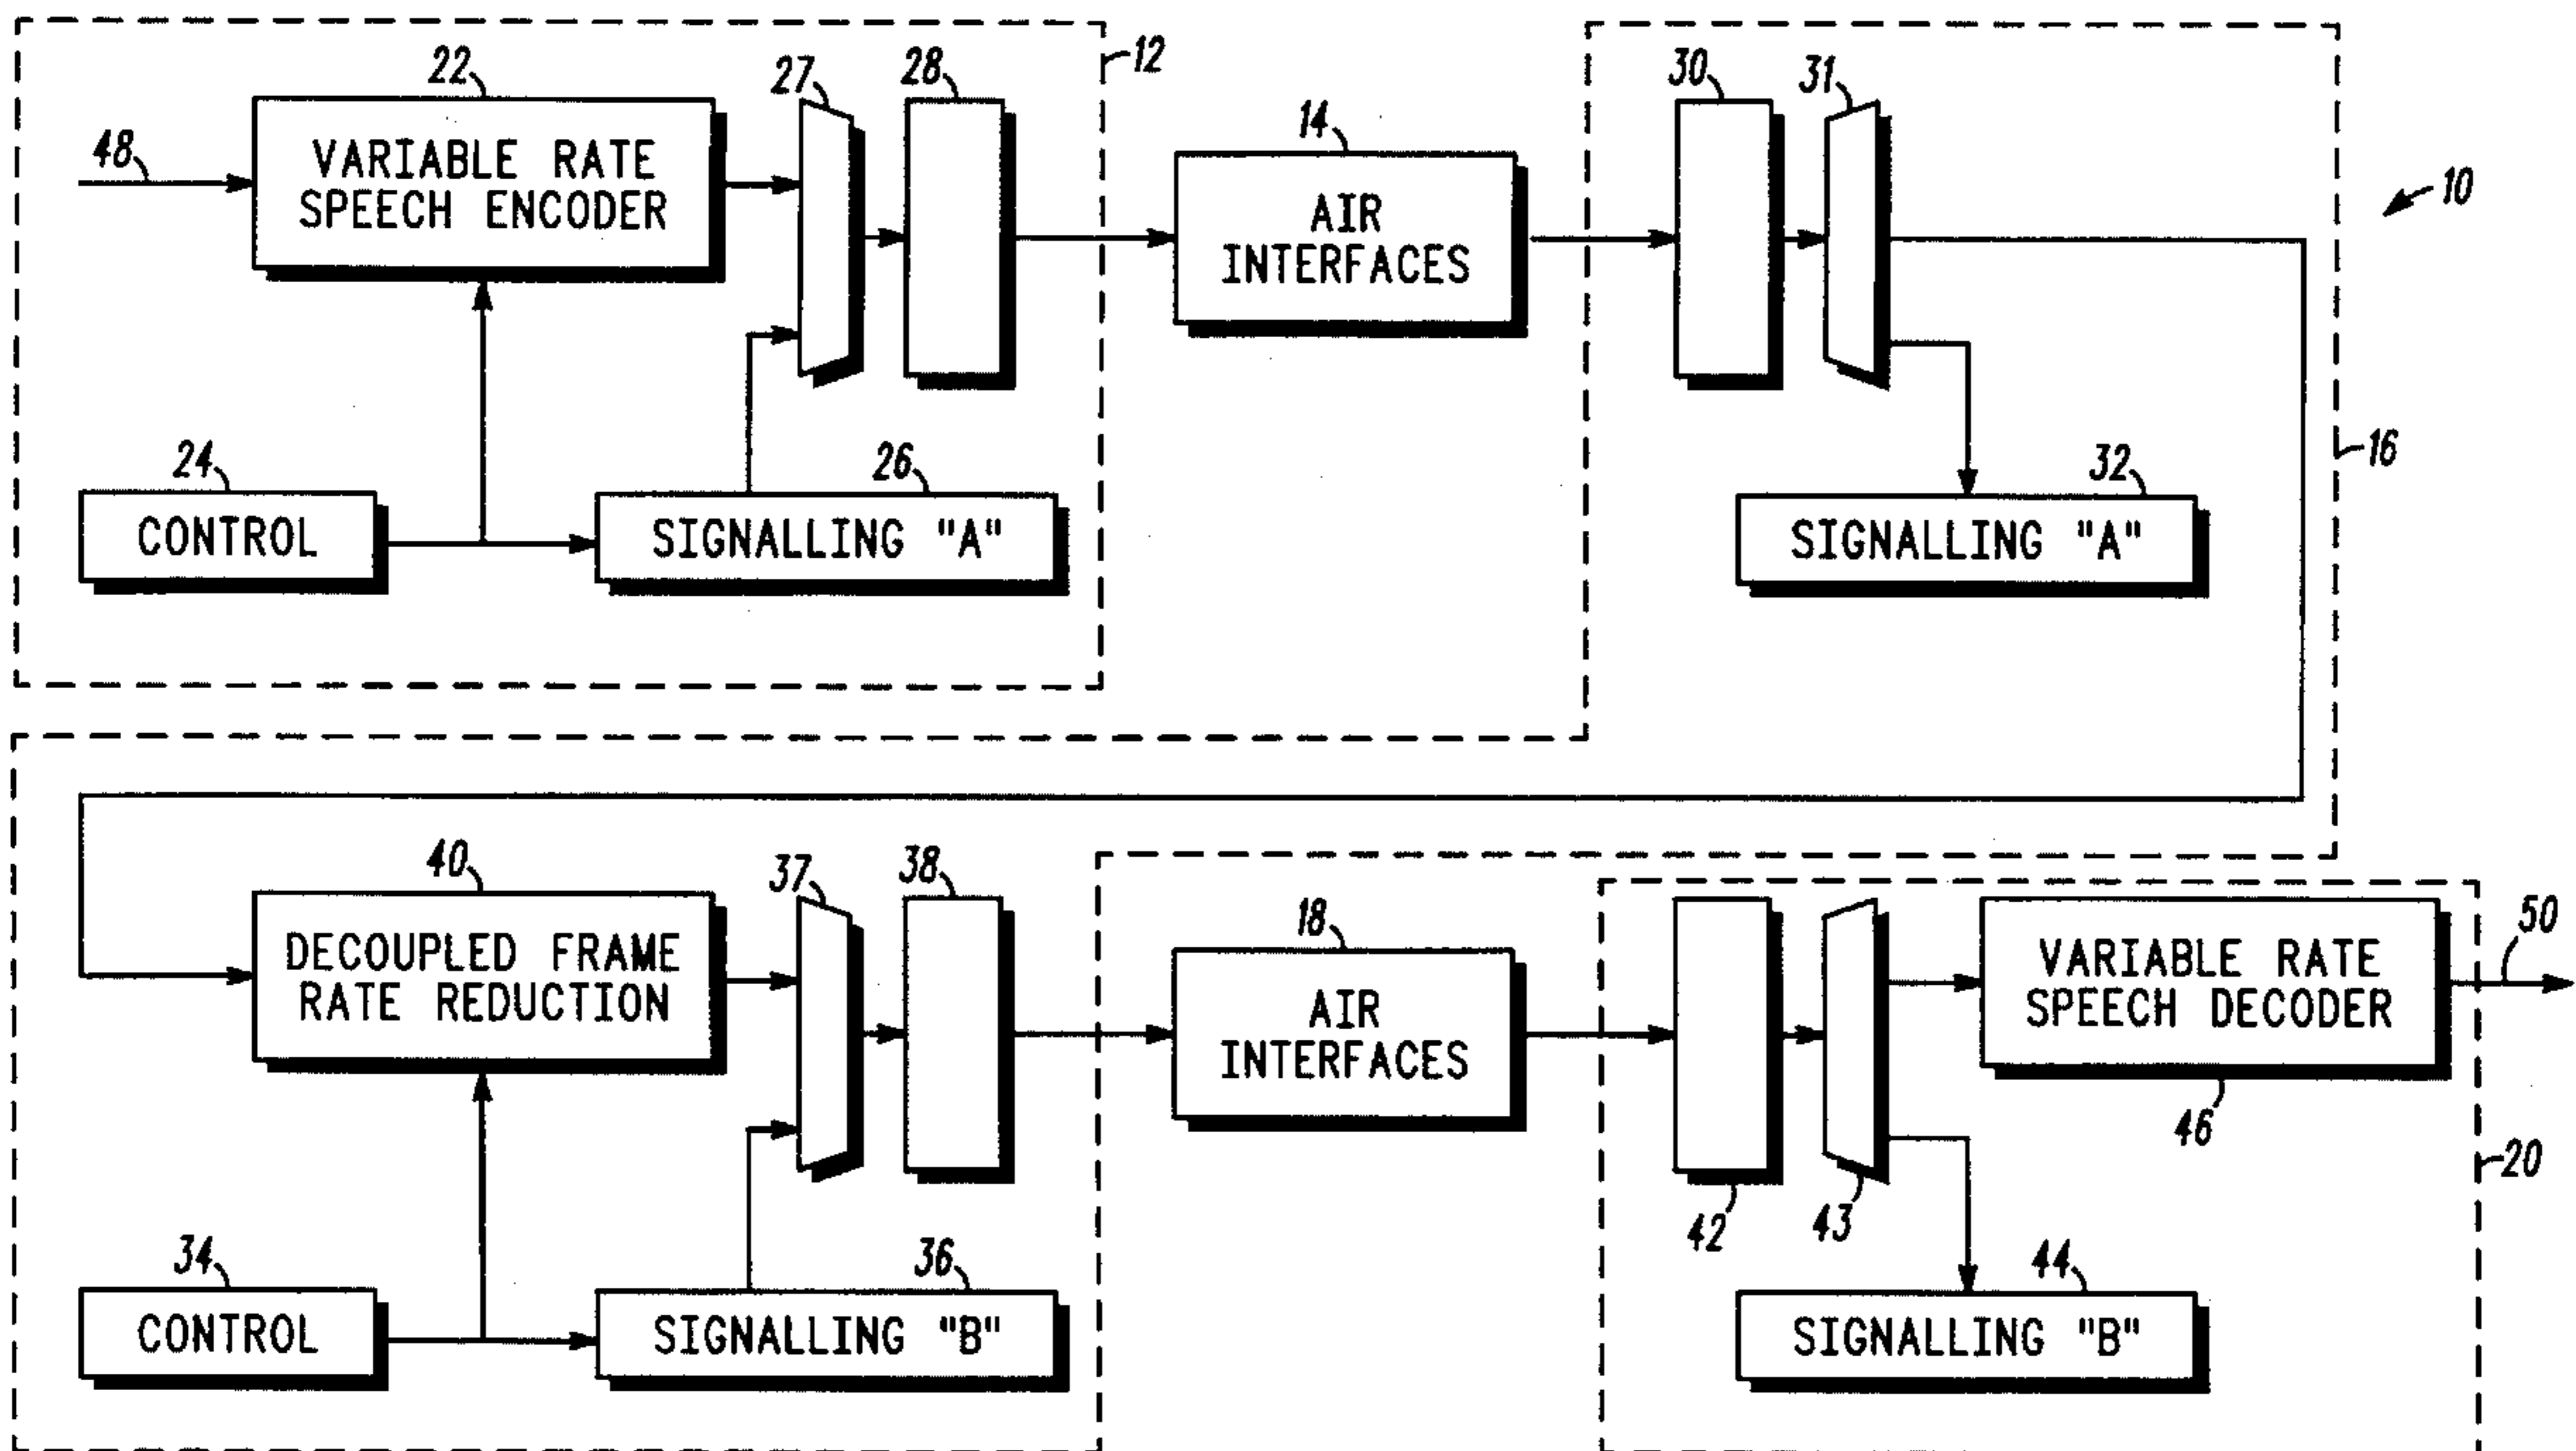 12
22
27
28
30
31
14
48
VARIABLE RATE
SPEECH ENCODER
AIR
INTERFACES
10
24
26
32
16
CONTROL
SIGNALLING "A"
SIGNALLING "A"
40
37
38
18
50
DECOUPLED FRAME
RATE REDUCTION
AIR
INTERFACES
VARIABLE RATE
SPEECH DECODER
46
20
42
43
34
36
44
CONTROL
SIGNALLING "B"
SIGNALLING "B"